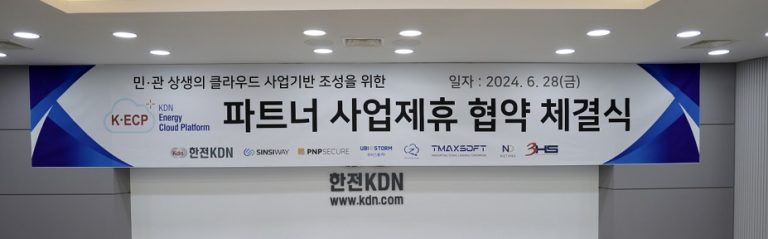 민·관 상생의 클라우드 사업기반 조성을 위한 일자 : 2024. 6. 28(금)
K-ECP KDN
Energy
Cloud Platform
파트너 사업제휴 협약 체결식
한전KDN SINSIWAY PNPSECURE UBI STORM TMAXSOFT 3HS
한전KDN
www.kdn.com